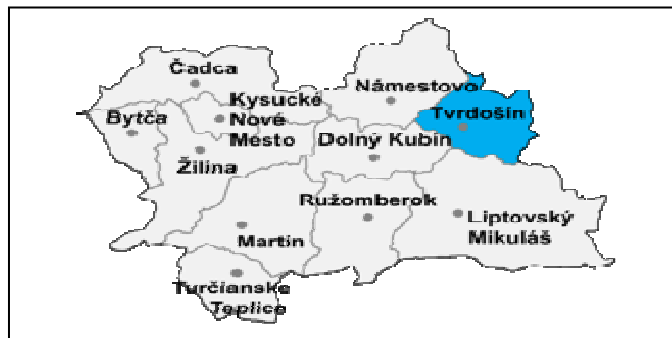 Čadca
Námestovo
Kysucké
Nové
Mesto
Bytča
Tvrdošín
Dolný Kubín
Žilina
Ružomberok
Liptovský
Mikuláš
Martin
Turčianske
Teplice